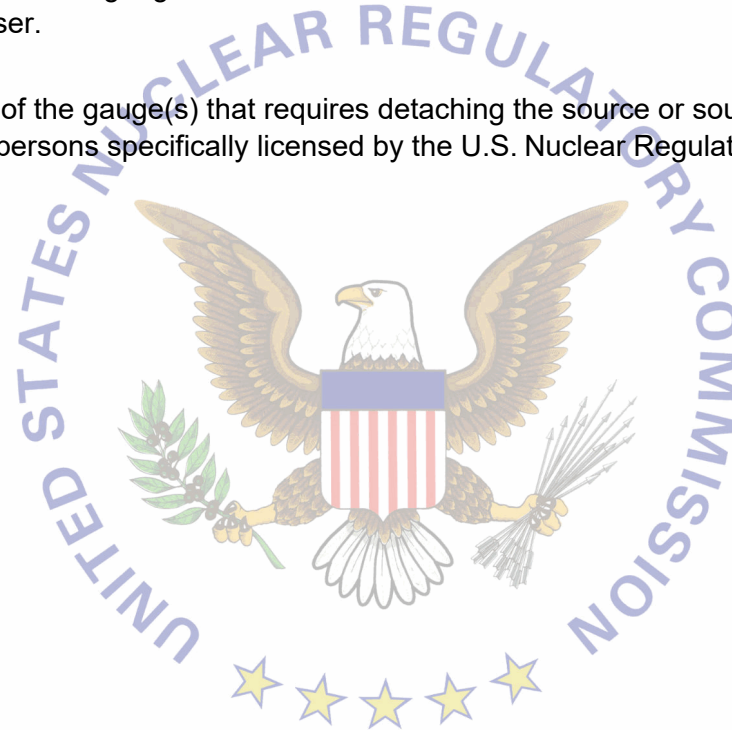 ser.
of the gauge(s) that requires detaching the source or sou
persons specifically licensed by the U.S. Nuclear Regulat
UNITED STATES NUCLEAR REGULATORY COMMISSION